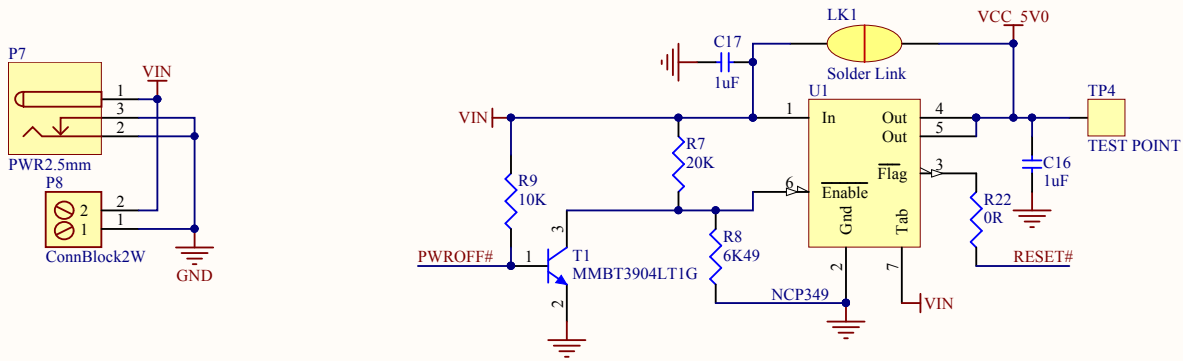 P7
VIN
1
3
2
PWR2.5mm
P8
2
1
2
1
ConnBlock2W
GND
LK1
Solder Link
VCC_5V0
C17
1uF
VIN
U1
1
In
Out
Out
4
5
TP4
TEST POINT
R7
20K
R9
10K
C16
1uF
6
Enable
Flag
3
R22
0R
Gnd
Tab
R8
6K49
3
T1
MMBT3904LT1G
PWROFF#
1
2
RESET#
NCP349
2
7
VIN